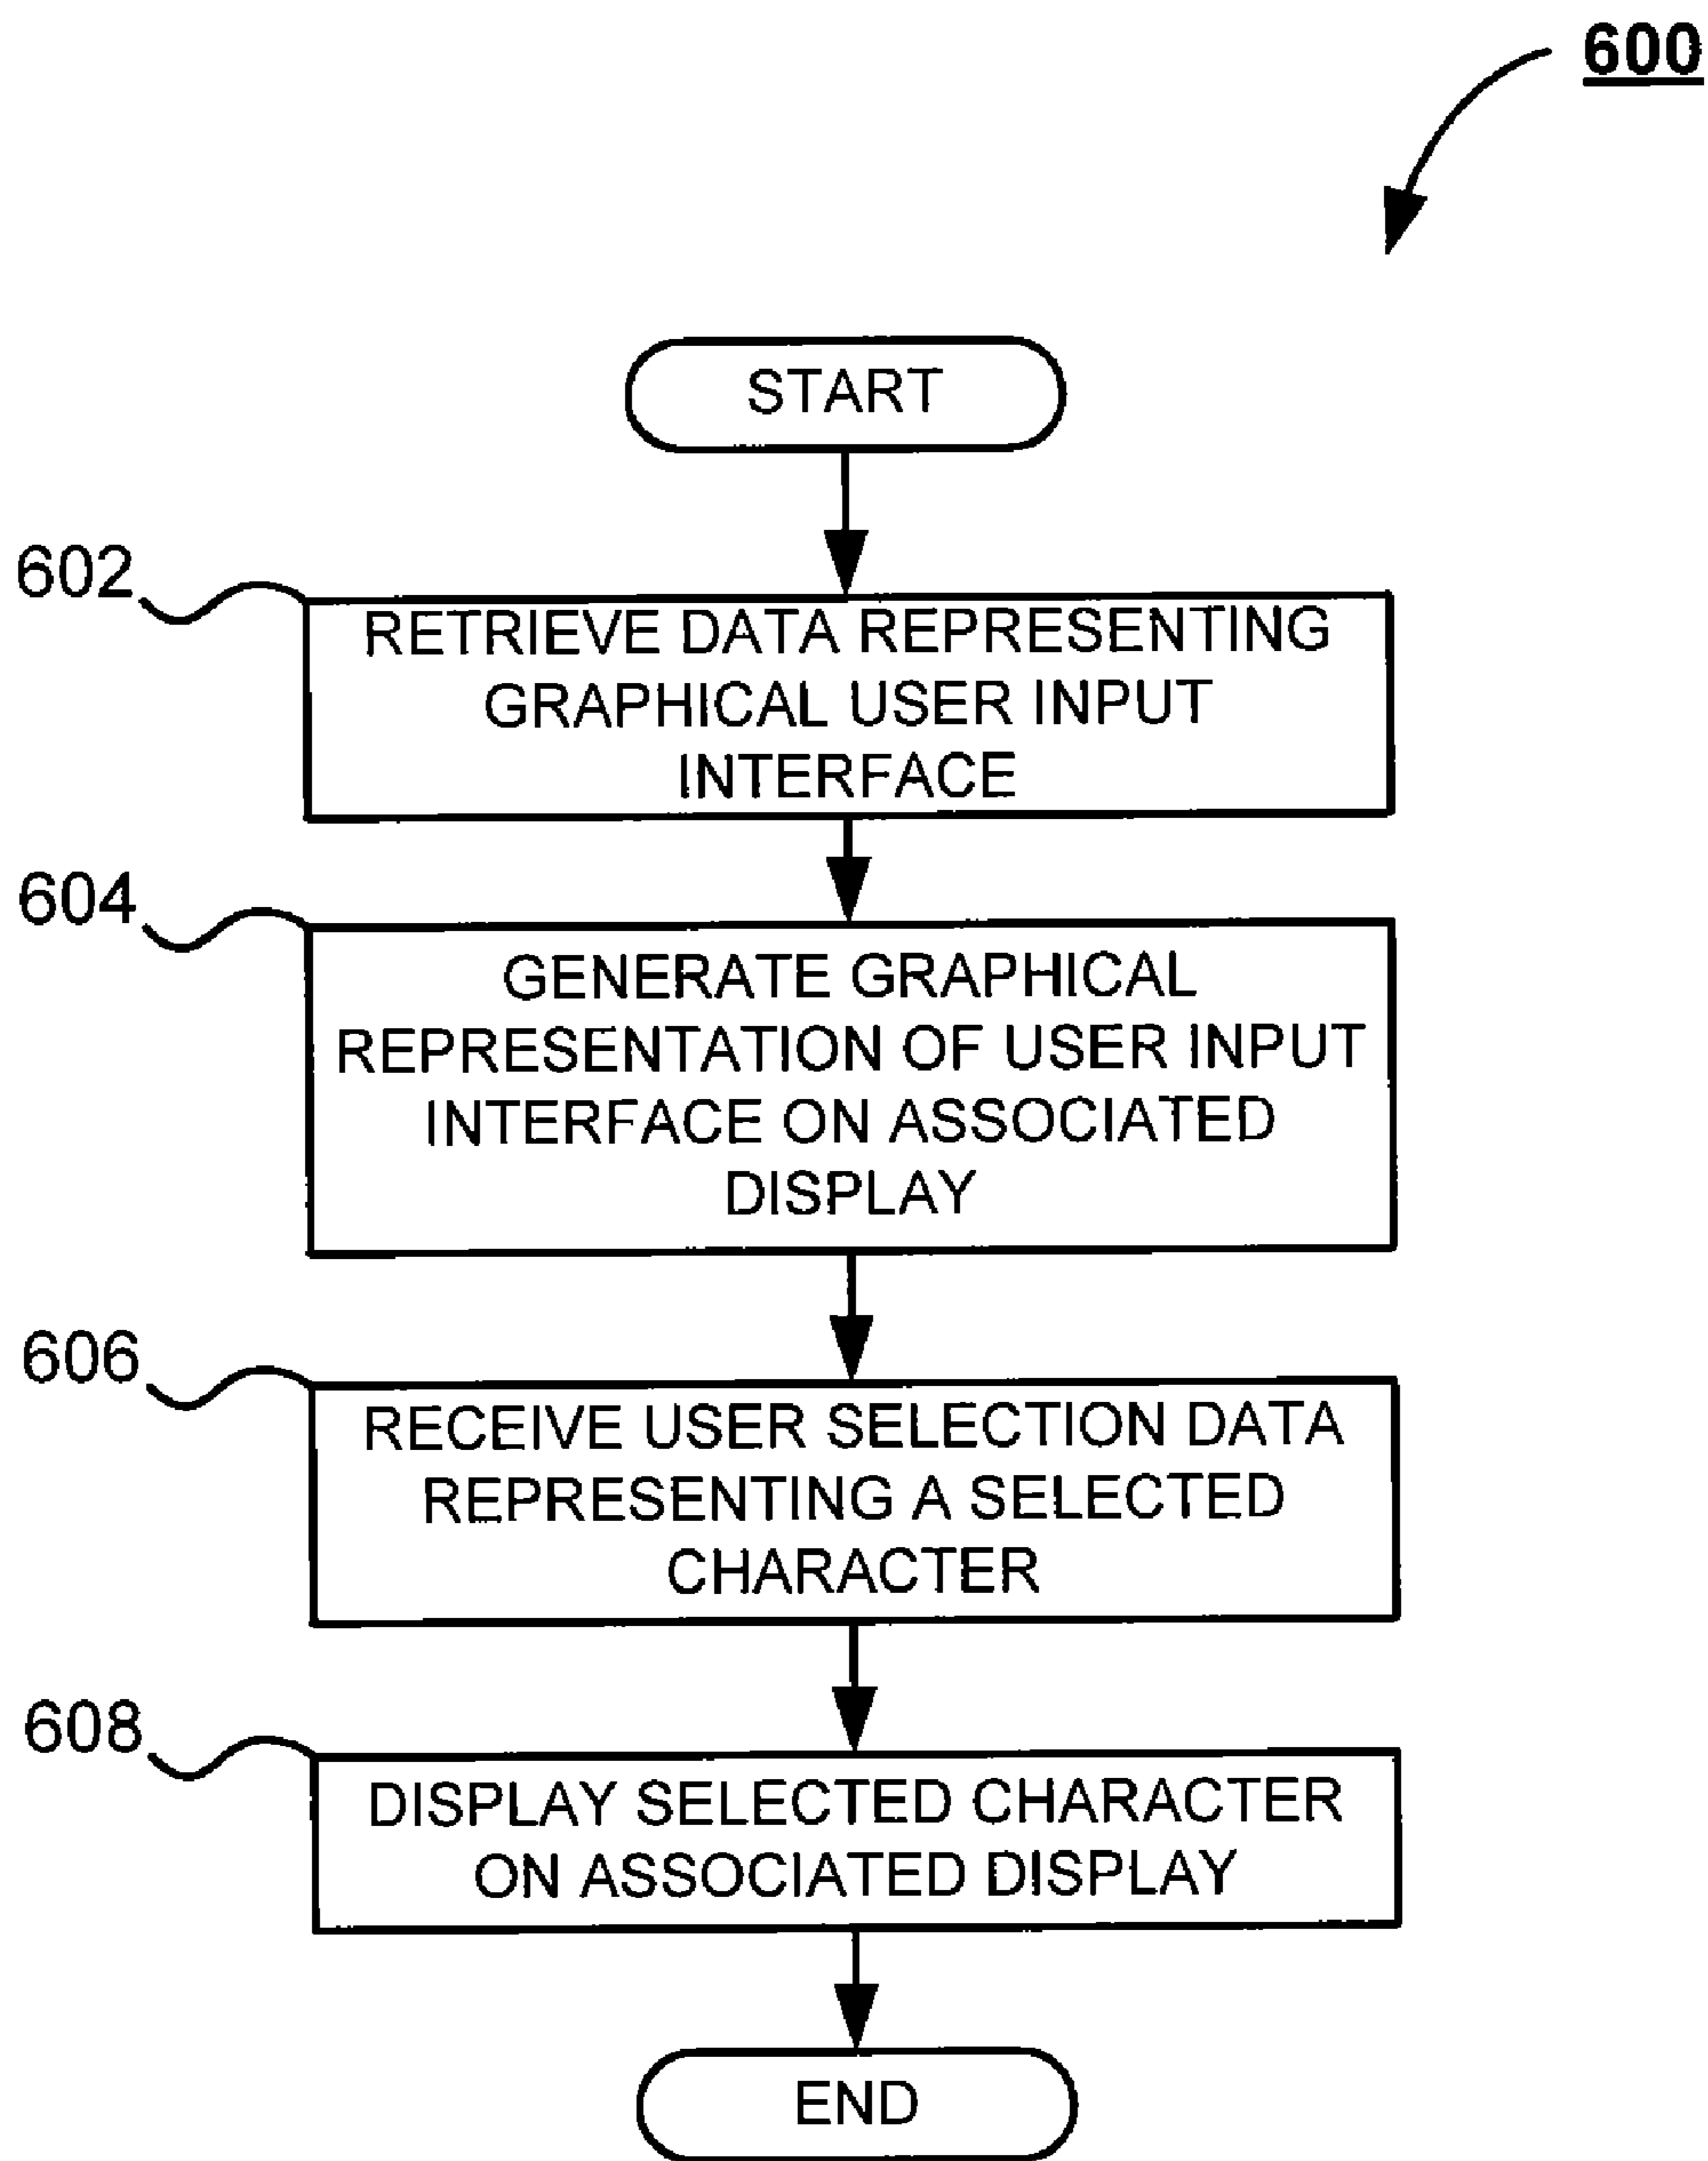 600
START
602
RETRIEVE DATA REPRESENTING
GRAPHICAL USER INPUT
INTERFACE
604
GENERATE GRAPHICAL
REPRESENTATION OF USER INPUT
INTERFACE ON ASSOCIATED
DISPLAY
606
RECEIVE USER SELECTION DATA
REPRESENTING A SELECTED
CHARACTER
608
DISPLAY SELECTED CHARACTER
ON ASSOCIATED DISPLAY
END